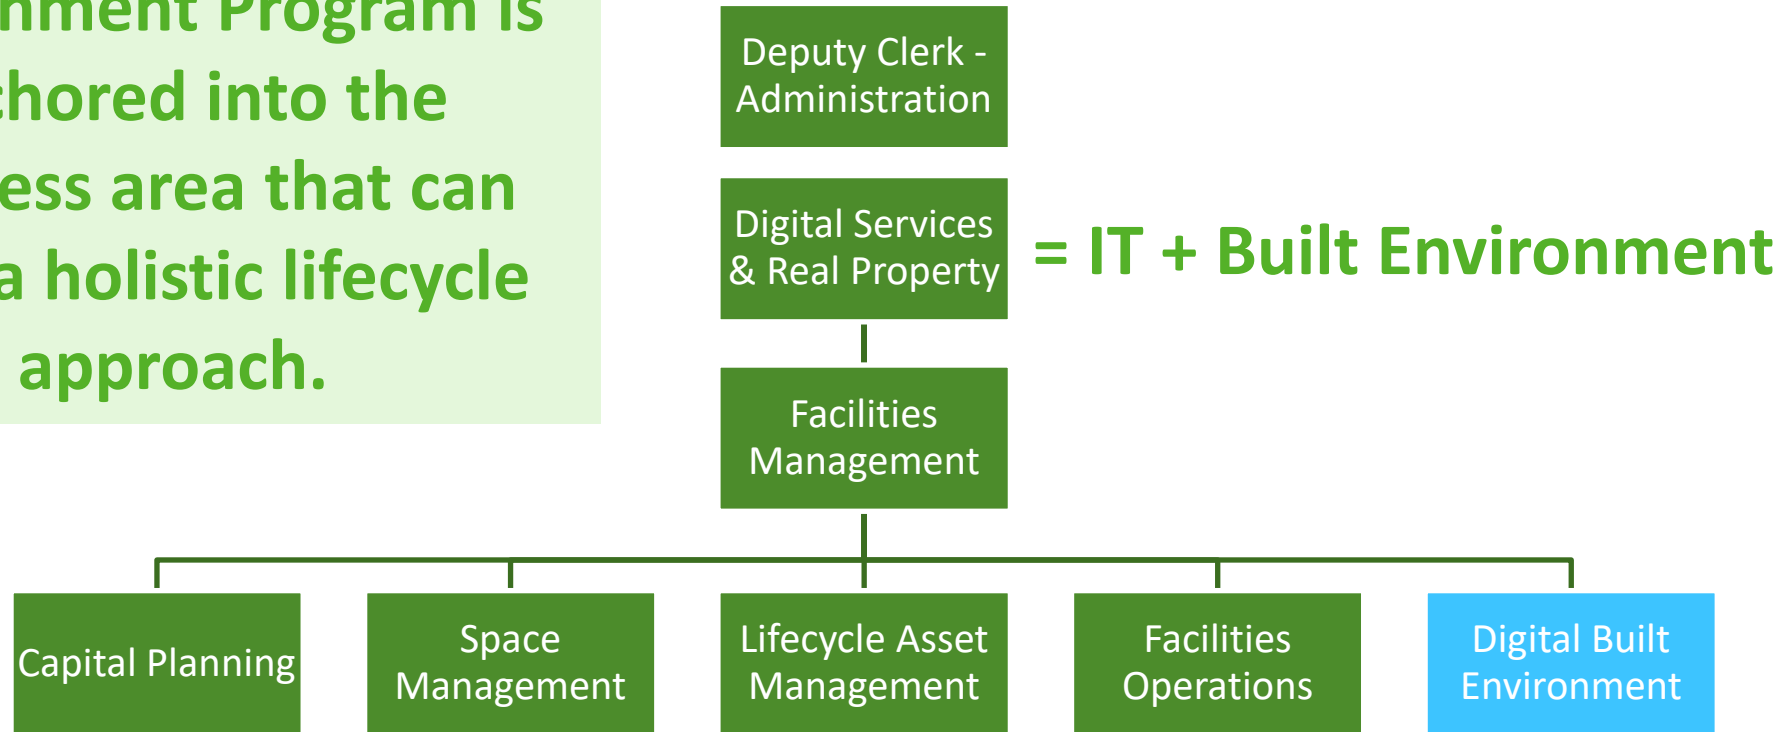 nment Program is
chored into the
ess area that can
a holistic lifecycle
approach.
Deputy Clerk -
Administration
Digital Services
& Real Property
= IT + Built Environment
Facilities
Management
Capital Planning
Space
Management
Lifecycle Asset
Management
Facilities
Operations
Digital Built
Environment